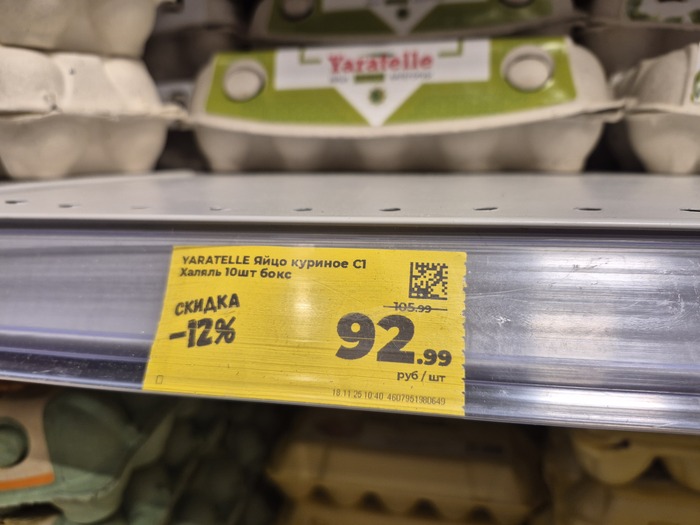 Yaratelle
YARATELLE Яйцо куриное С1
Халяль 10шт бокс
СКИДКА
-12%
105.99
92.99
руб / шт
18.11.25 10:40 4607951980649